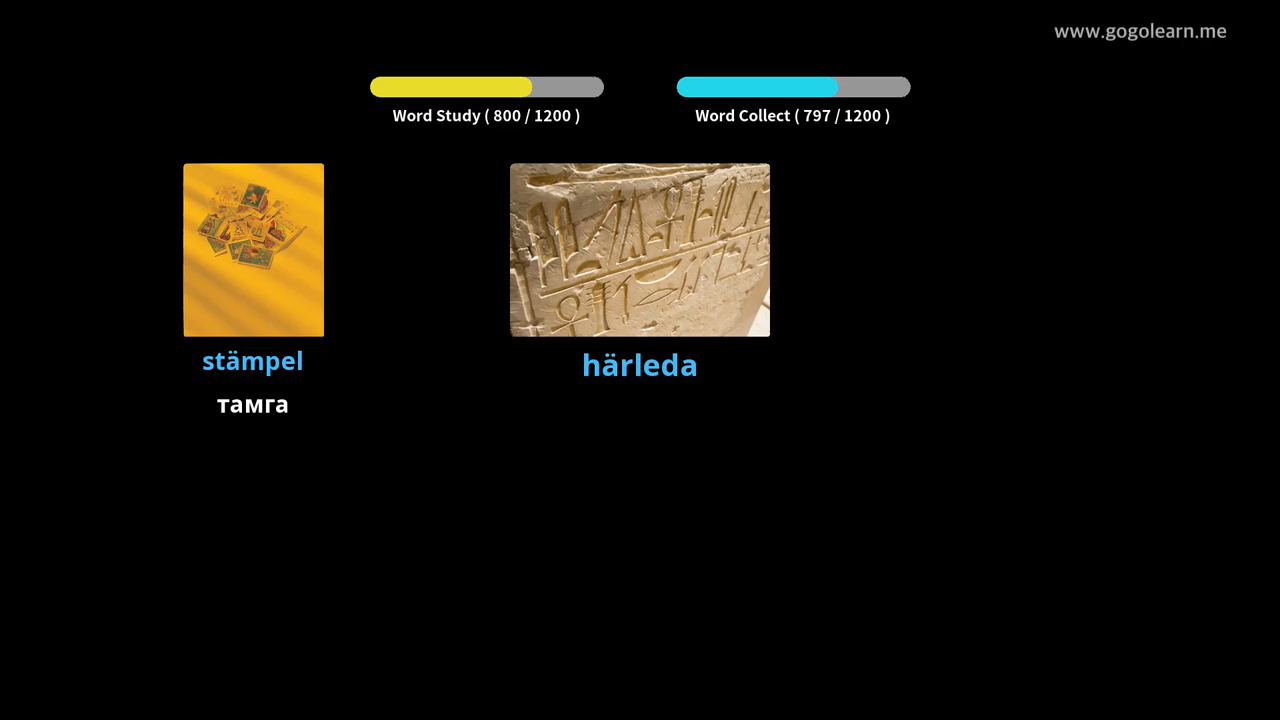 www.gogolearn.me
Word Study ( 800 / 1200 )
Word Collect ( 797 / 1200 )
stämpel
härleda
тамга